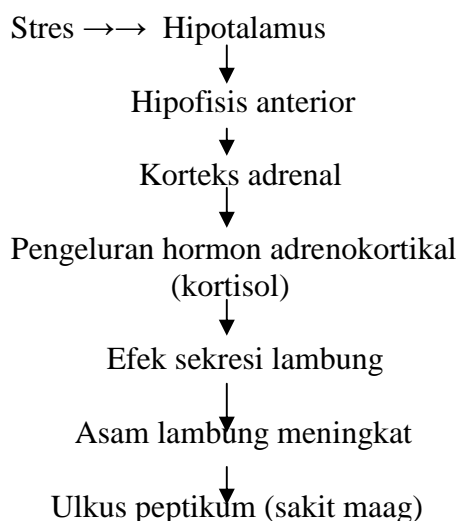 Stres →→ Hipotalamus
Hipofisis anterior
Korteks adrenal
Pengeluran hormon adrenokortikal
(kortisol)
Efek sekresi lambung
Asam lambung meningkat
Ulkus peptikum (sakit maag)